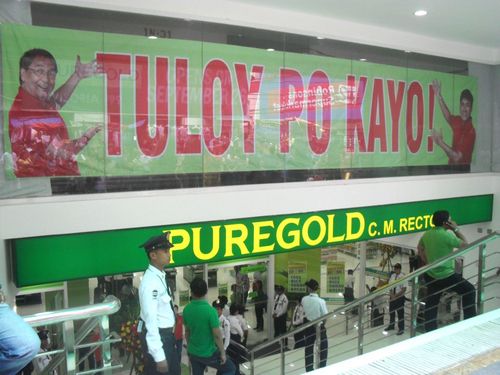 TULOY PO KAYO!
PUREGOLD C. M. RECTO